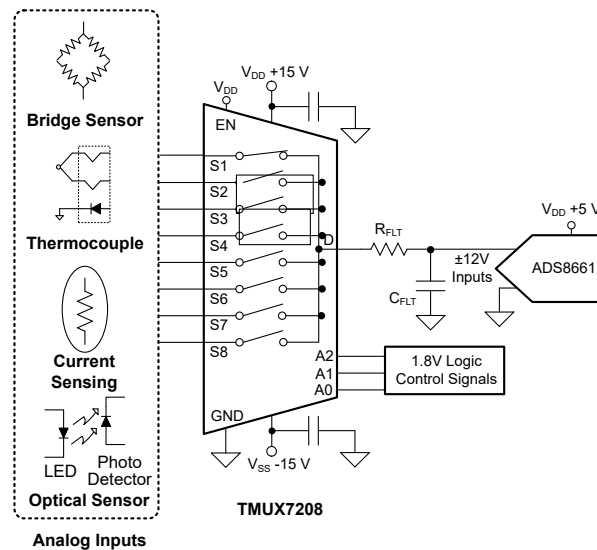 Bridge Sensor
Thermocouple
Current
Sensing
LED
Photo
Detector
Optical Sensor
Analog Inputs
VDD
VDD +15 V
EN
S1
S2
S3
S4
S5
S6
S7
S8
D
A2
A1
A0
GND
VSS -15 V
TMUX7208
1.8V Logic
Control Signals
RFLT
CFLT
±12V
Inputs
VDD +5 V
ADS8661